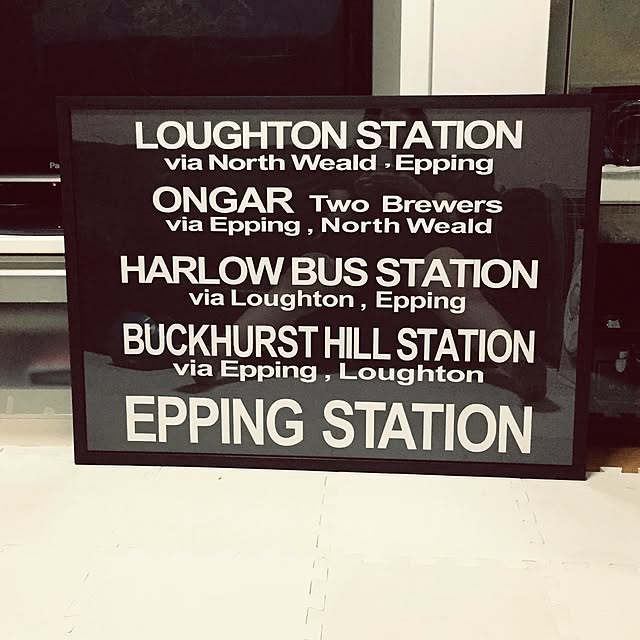 LOUGHTON STATION
via North Weald , Epping
ONGAR Two Brewers
via Epping , North Weald
HARLOW BUS STATION
via Loughton , Epping
BUCKHURST HILL STATION
via Epping , Loughton
EPPING STATION